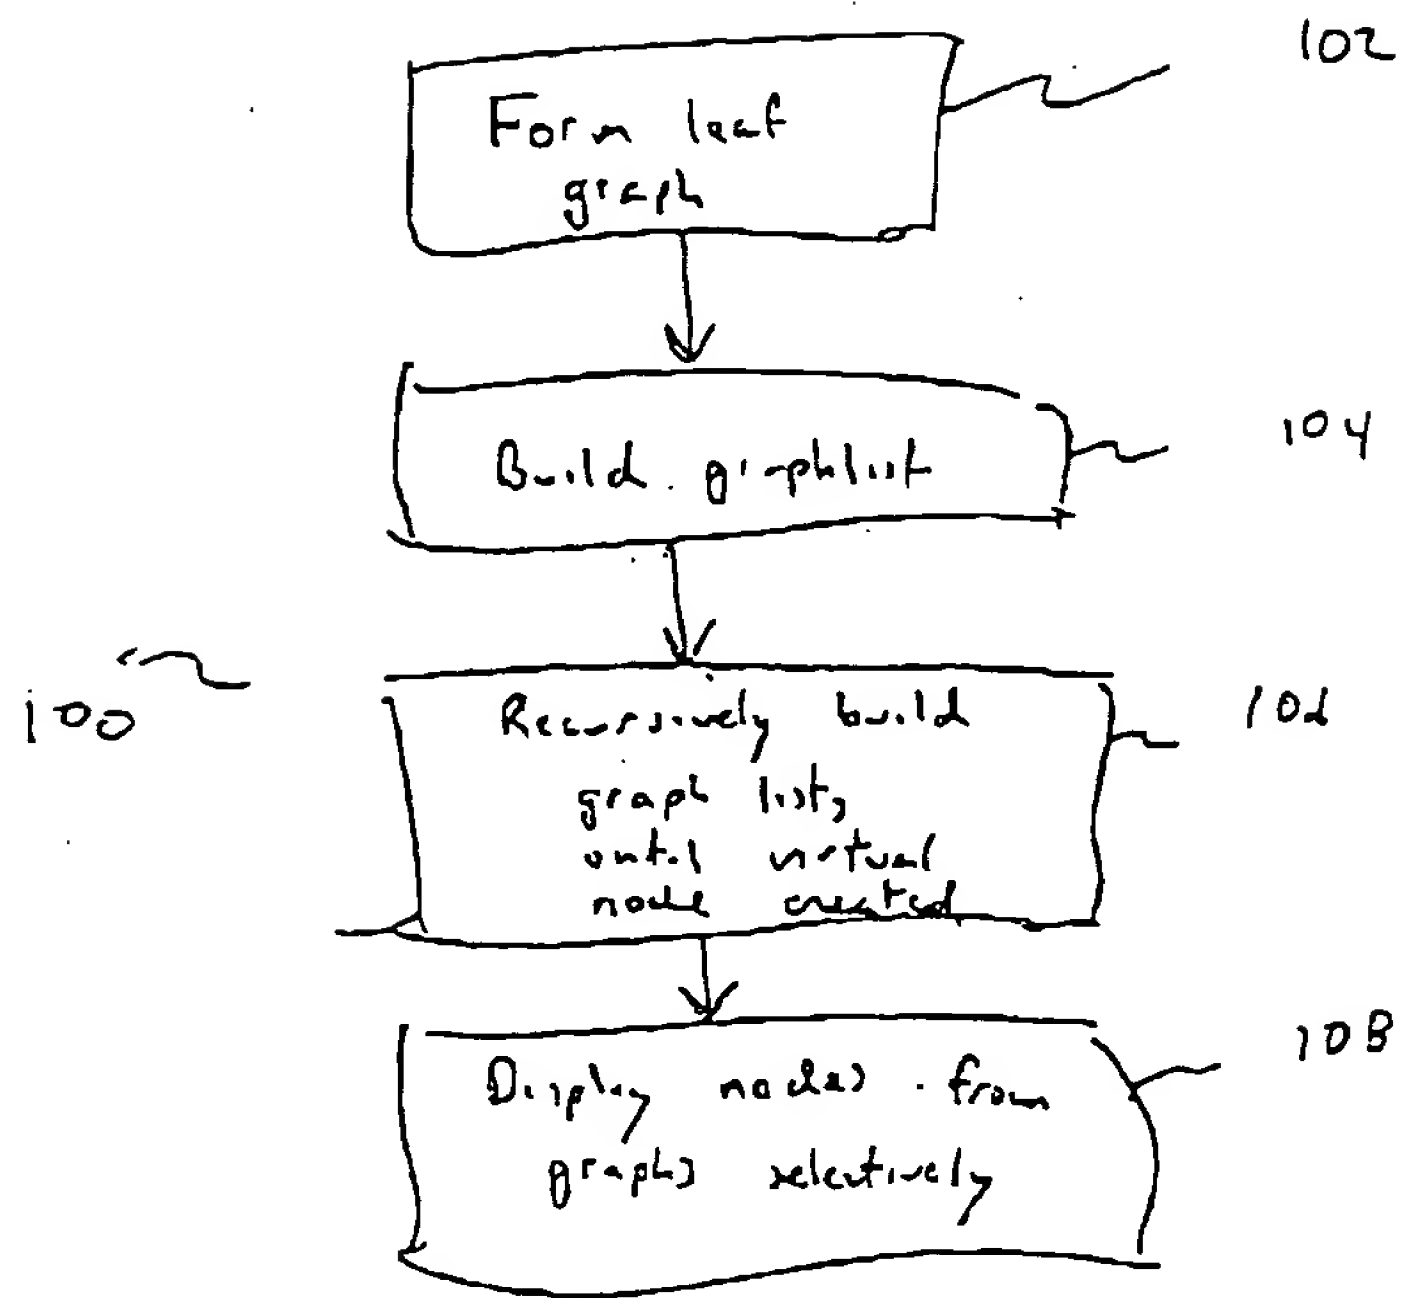 102
Form leaf
graph
104
Build graphlist
100
106
Recursively build
graph lists
until virtual
node created
108
Display nodes from
graphs selectively